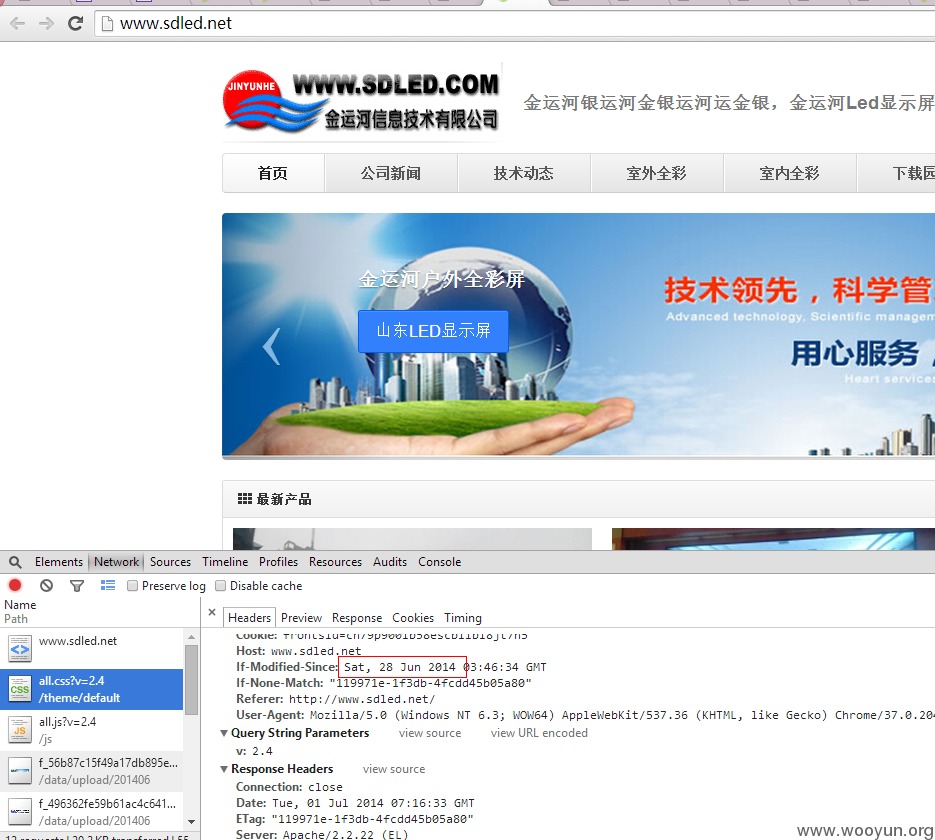 www.sdled.net
JINYUNHE
WWW.SDLED.COM
金运河信息技术有限公司
金运河银运河金银运河运金银，金运河Led显示屏
首页 公司新闻 技术动态 室外全彩 室内全彩 下载
金运河户外全彩屏
山东LED显示屏
技术领先，科学管
Advanced technology, Scientific managem
用心服务，
Heart services
最新产品
Elements Network Sources Timeline Profiles Resources Audits Console
Preserve log Disable cache
Name
Path
× Headers Preview Response Cookies Timing
www.sdled.net
all.css?v=2.4
/theme/default
all.js?v=2.4
/js
f_56b87c15f49a17db895e...
/data/upload/201406
f_496362fe59b61ac4c641...
/data/upload/201406
Host: www.sdled.net
If-Modified-Since: Sat, 28 Jun 2014 03:46:34 GMT
If-None-Match: "119971e-1f3db-4fcdd45b05a80"
Referer: http://www.sdled.net/
User-Agent: Mozilla/5.0 (Windows NT 6.3; WOW64) AppleWebKit/537.36 (KHTML, like Gecko) Chrome/37.0.204
Query String Parameters view source view URL encoded
v: 2.4
Response Headers view source
Connection: close
Date: Tue, 01 Jul 2014 07:16:33 GMT
ETag: "119971e-1f3db-4fcdd45b05a80"
Server: Apache/2.2.22 (EL)
www.wooyun.org